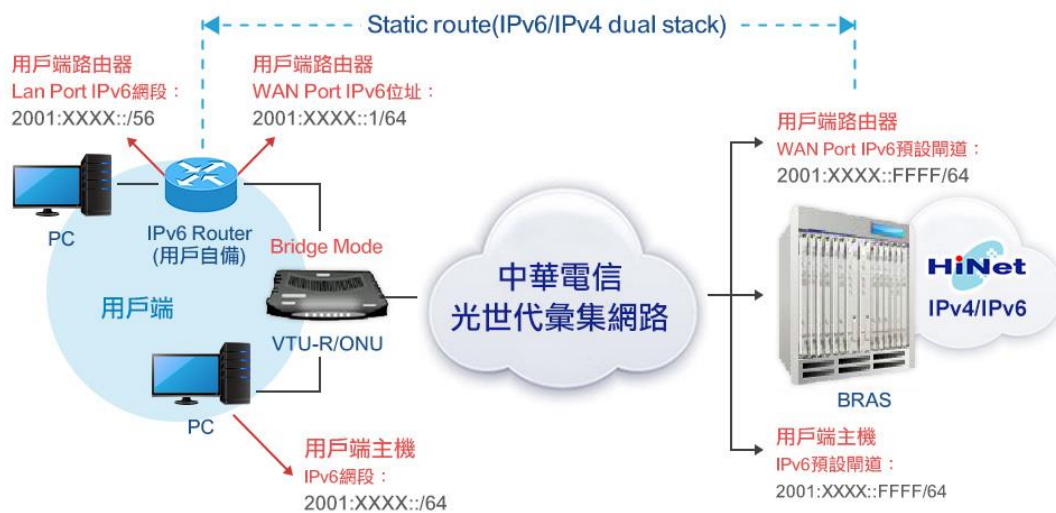 Static route(IPv6/IPv4 dual stack)
用戶端路由器
Lan Port IPv6網段：
2001:XXXX::/56
用戶端路由器
WAN Port IPv6位址：
2001:XXXX::1/64
用戶端路由器
WAN Port IPv6預設閘道：
2001:XXXX::FFFF/64
PC
IPv6 Router
(用戶自備)
Bridge Mode
用戶端
VTU-R/ONU
PC
中華電信
光世代彙集網路
HiNet
IPv4/IPv6
BRAS
用戶端主機
IPv6網段：
2001:XXXX::/64
用戶端主機
IPv6預設閘道：
2001:XXXX::FFFF/64